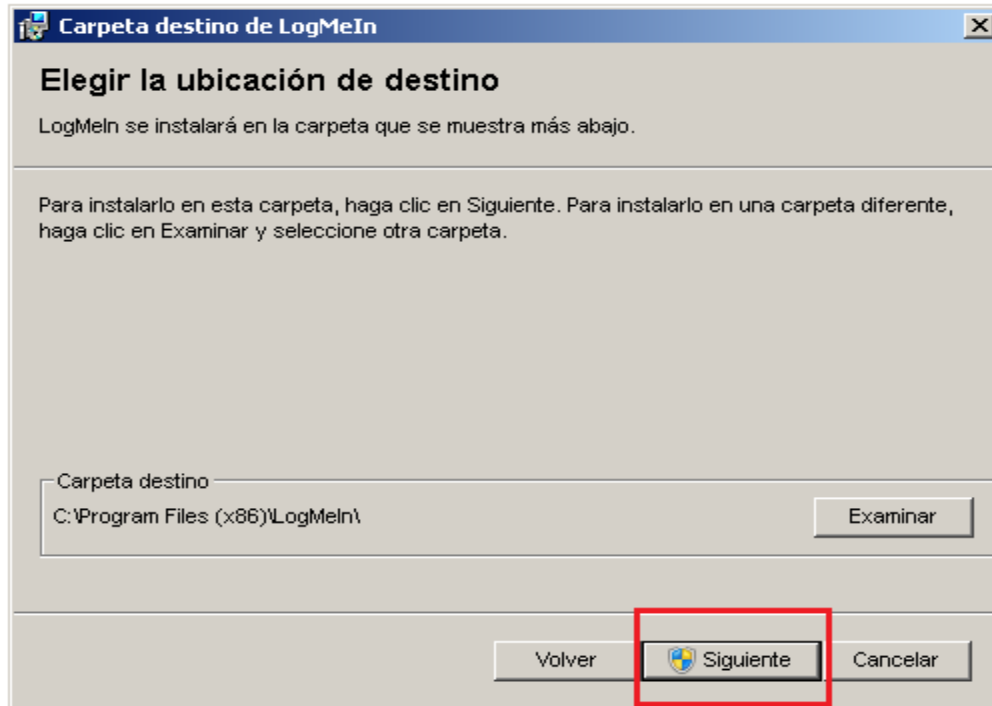 Carpeta destino de LogMeIn
Elegir la ubicación de destino
LogMeIn se instalará en la carpeta que se muestra más abajo.
Para instalarlo en esta carpeta, haga clic en Siguiente. Para instalarlo en una carpeta diferente,
haga clic en Examinar y seleccione otra carpeta.
Carpeta destino
C:\Program Files (x86)\LogMeIn\
Examinar
Volver
Siguiente
Cancelar